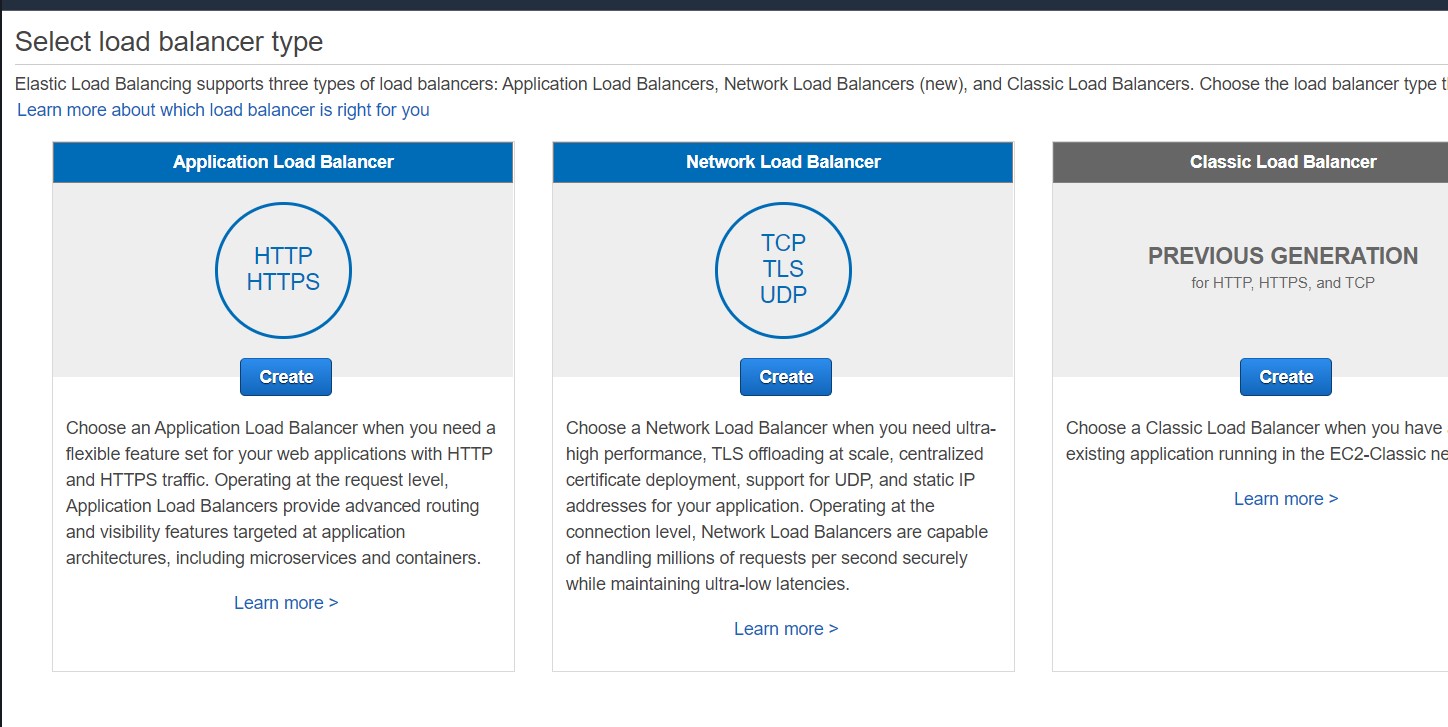 Select load balancer type
Elastic Load Balancing supports three types of load balancers: Application Load Balancers, Network Load Balancers (new), and Classic Load Balancers. Choose the load balancer type
Learn more about which load balancer is right for you
Application Load Balancer
HTTP
HTTPS
Create
Choose an Application Load Balancer when you need a
flexible feature set for your web applications with HTTP
and HTTPS traffic. Operating at the request level,
Application Load Balancers provide advanced routing
and visibility features targeted at application
architectures, including microservices and containers.
Learn more >
Network Load Balancer
TCP
TLS
UDP
Create
Choose a Network Load Balancer when you need ultra-
high performance, TLS offloading at scale, centralized
certificate deployment, support for UDP, and static IP
addresses for your application. Operating at the
connection level, Network Load Balancers are capable
of handling millions of requests per second securely
while maintaining ultra-low latencies.
Learn more >
Classic Load Balancer
PREVIOUS GENERATION
for HTTP, HTTPS, and TCP
Create
Choose a Classic Load Balancer when you have
existing application running in the EC2-Classic
Learn more >